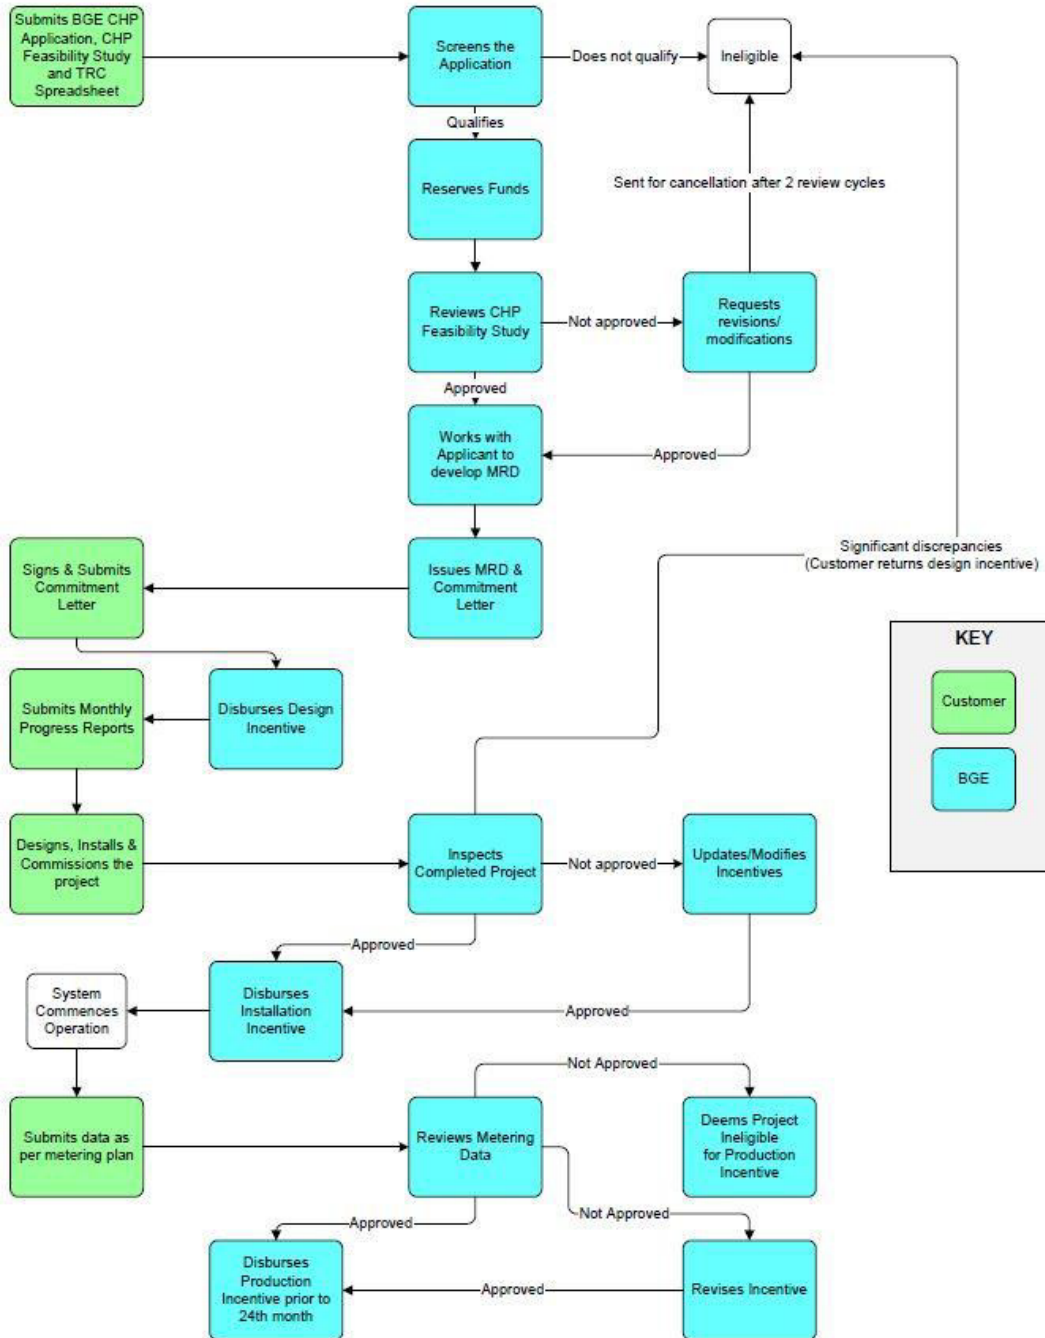 Submits BGE CHP
Application, CHP
Feasibility Study
and TRC
Spreadsheet
Screens the
Application
Does not qualify
Ineligible
Qualifies
Reserves Funds
Sent for cancellation after 2 review cycles
Reviews CHP
Feasibility Study
Not approved
Requests
revisions/
modifications
Approved
Works with
Applicant to
develop MRD
Approved
Significant discrepancies
(Customer returns design incentive)
Signs & Submits
Commitment
Letter
Issues MRD &
Commitment
Letter
KEY
Customer
BGE
Submits Monthly
Progress Reports
Disburses Design
Incentive
Designs, Installs &
Commissions the
project
Inspects
Completed Project
Not approved
Updates/Modifies
Incentives
Approved
System
Commences
Operation
Disburses
Installation
Incentive
Approved
Not Approved
Submits data as
per metering plan
Reviews Metering
Data
Deems Project
Ineligible
for Production
Incentive
Approved
Not Approved
Disburses
Production
Incentive prior to
24th month
Approved
Revises Incentive